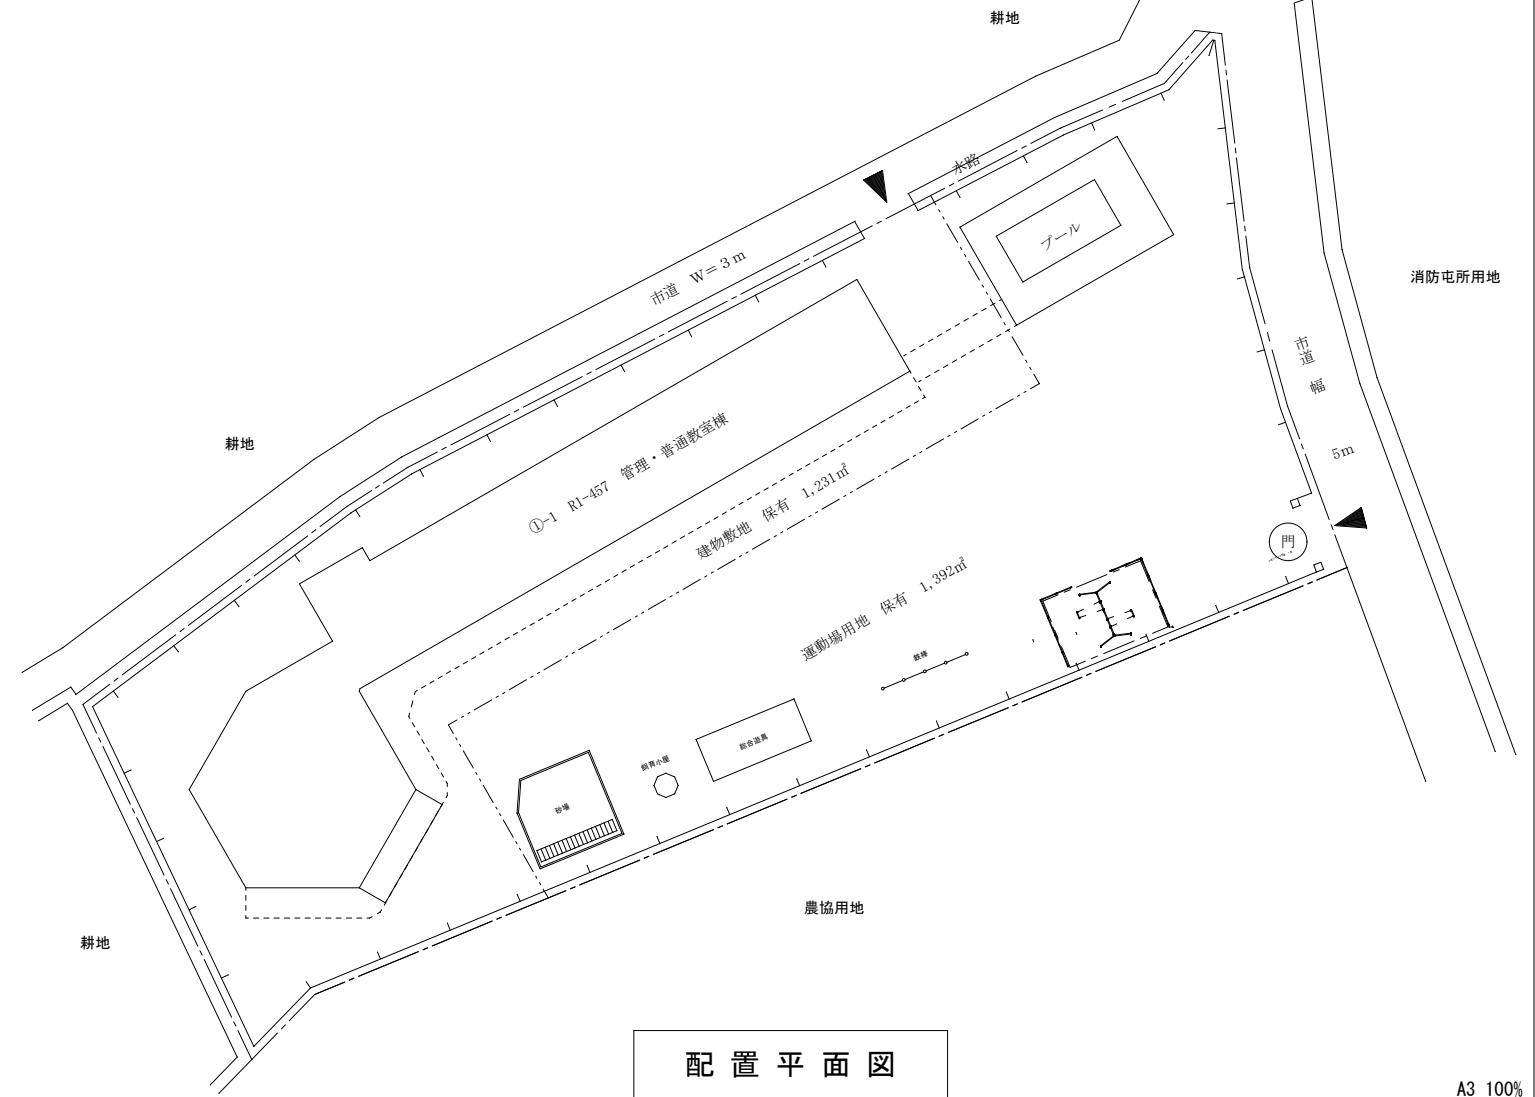 耕地
水路
プール
市道 W=3m
消防屯所用地
市道 幅 5m
耕地
①-1 R1-457 管理・普通教室棟
建物敷地 保有 1,231㎡
運動場用地 保有 1,392㎡
門
鉄棒
総合遊具
飼育小屋
砂場
農協用地
耕地
配置平面図
A3 100%